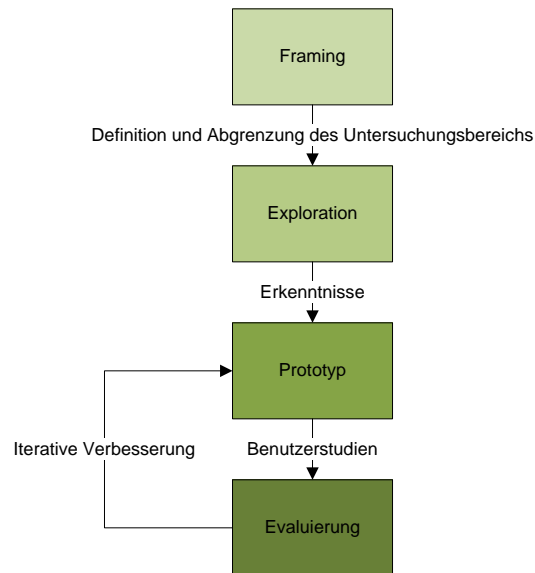 Framing
Definition und Abgrenzung des Untersuchungsbereichs
Exploration
Erkenntnisse
Prototyp
Iterative Verbesserung
Benutzerstudien
Evaluierung